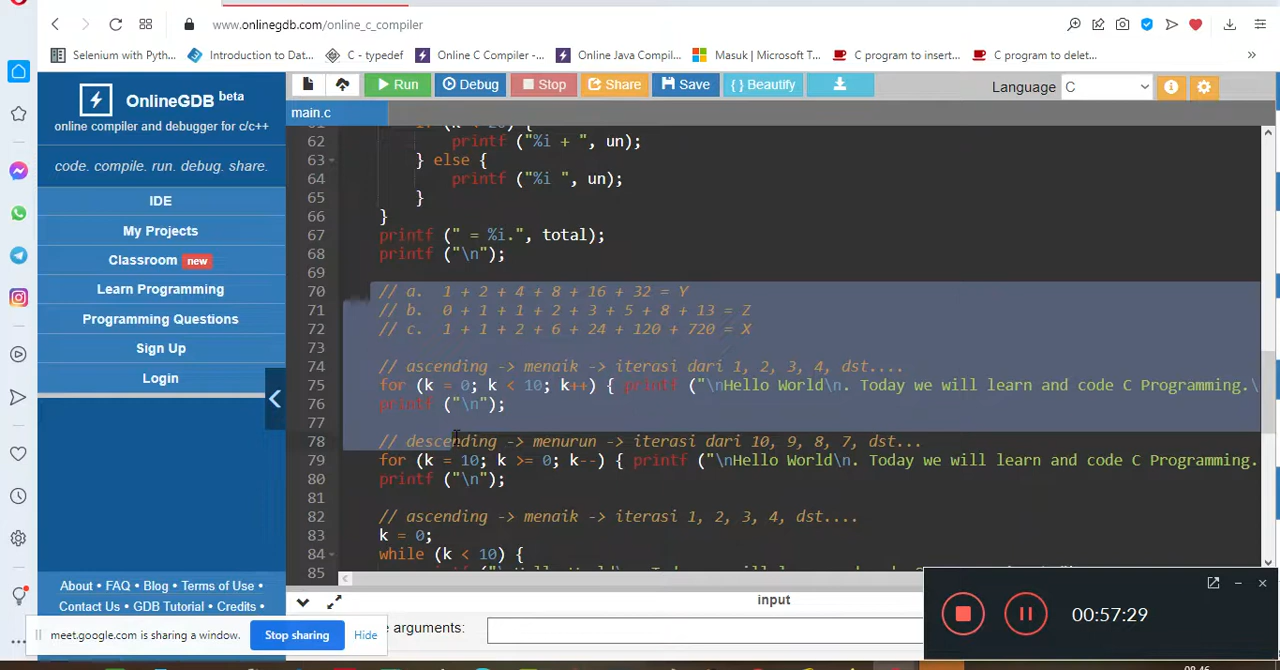 www.onlinegdb.com/online_c_compiler
Selenium with Pyth... Introduction to Dat... C - typedef Online C Compiler -... Online Java Compil... Masuk | Microsoft T... C program to insert... C program to delet... »
OnlineGDB beta
online compiler and debugger for c/c++
code. compile. run. debug. share.
IDE
My Projects
Classroom new
Learn Programming
Programming Questions
Sign Up
Login
About • FAQ • Blog • Terms of Use •
Contact Us • GDB Tutorial • Credits •
Run Debug Stop Share Save { } Beautify Language C
main.c
62 printf ("%i + ", un);
63 } else {
64 printf ("%i ", un);
65 }
66 }
67 printf (" = %i.", total);
68 printf ("\n");
69
70 // a. 1 + 2 + 4 + 8 + 16 + 32 = Y
71 // b. 0 + 1 + 1 + 2 + 3 + 5 + 8 + 13 = Z
72 // c. 1 + 1 + 2 + 6 + 24 + 120 + 720 = X
73
74 // ascending -> menaik -> iterasi dari 1, 2, 3, 4, dst....
75 for (k = 0; k < 10; k++) { printf ("\nHello World\n. Today we will learn and code C Programming.\
76 printf ("\n");
77
78 // descending -> menurun -> iterasi dari 10, 9, 8, 7, dst...
79 for (k = 10; k >= 0; k--) { printf ("\nHello World\n. Today we will learn and code C Programming.
80 printf ("\n");
81
82 // ascending -> menaik -> iterasi 1, 2, 3, 4, dst....
83 k = 0;
84 while (k < 10) {
85
input
arguments:
meet.google.com is sharing a window. Stop sharing Hide
00:57:29